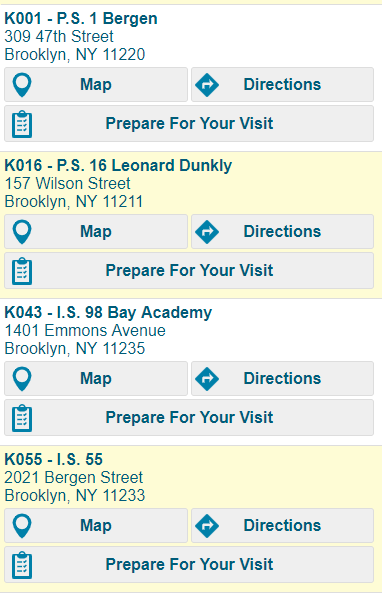 K001 - P.S. 1 Bergen
309 47th Street
Brooklyn, NY 11220
Map Directions
Prepare For Your Visit
K016 - P.S. 16 Leonard Dunkly
157 Wilson Street
Brooklyn, NY 11211
Map Directions
Prepare For Your Visit
K043 - I.S. 98 Bay Academy
1401 Emmons Avenue
Brooklyn, NY 11235
Map Directions
Prepare For Your Visit
K055 - I.S. 55
2021 Bergen Street
Brooklyn, NY 11233
Map Directions
Prepare For Your Visit